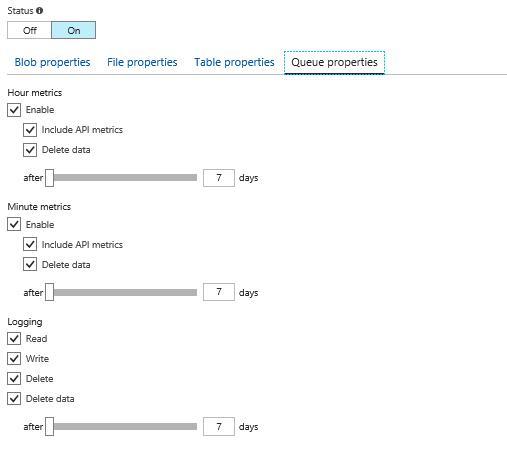 Status
Off On
Blob properties File properties Table properties Queue properties
Hour metrics
Enable
Include API metrics
Delete data
after 7 days
Minute metrics
Enable
Include API metrics
Delete data
after 7 days
Logging
Read
Write
Delete
Delete data
after 7 days